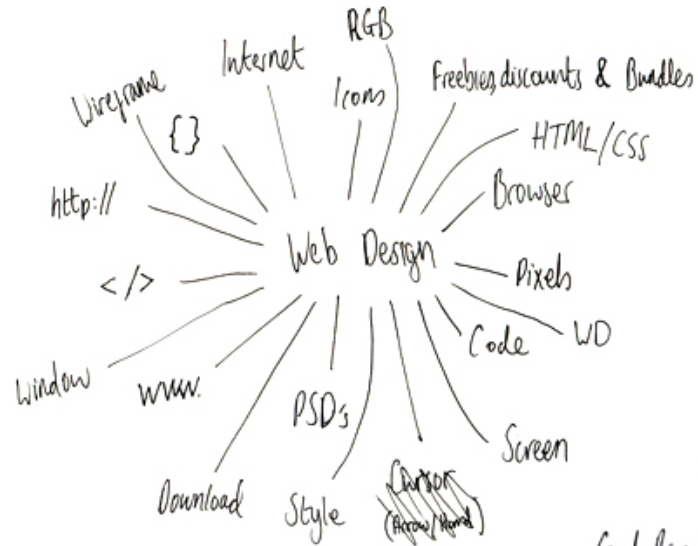 RGB
Internet
Icons
Freebies, discounts & Bundles
Wireframe
{}
HTML/CSS
http://
Browser
Web Design
</>
Pixels
Code
WD
Window
www.
PSD's
Screen
Download
Style
Cursor
(Arrow/Hand)